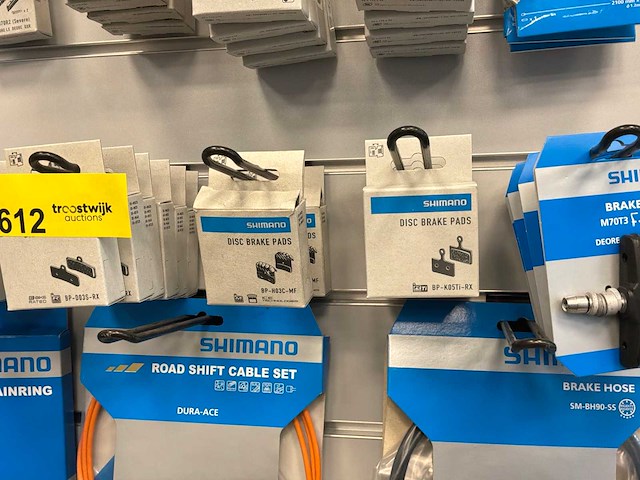 612
troostwijk
auctions
BP-D03S-RX
SHIMANO
DISC BRAKE PADS
BP-H03C-MF
SHIMANO
DISC BRAKE PADS
BP-K05Ti-RX
SHI
BRAKE
M70T3
DEORE
ANO
AINRING
SHIMANO
ROAD SHIFT CABLE SET
DURA-ACE
SHI
BRAKE HOSE
SM-BH90-SS